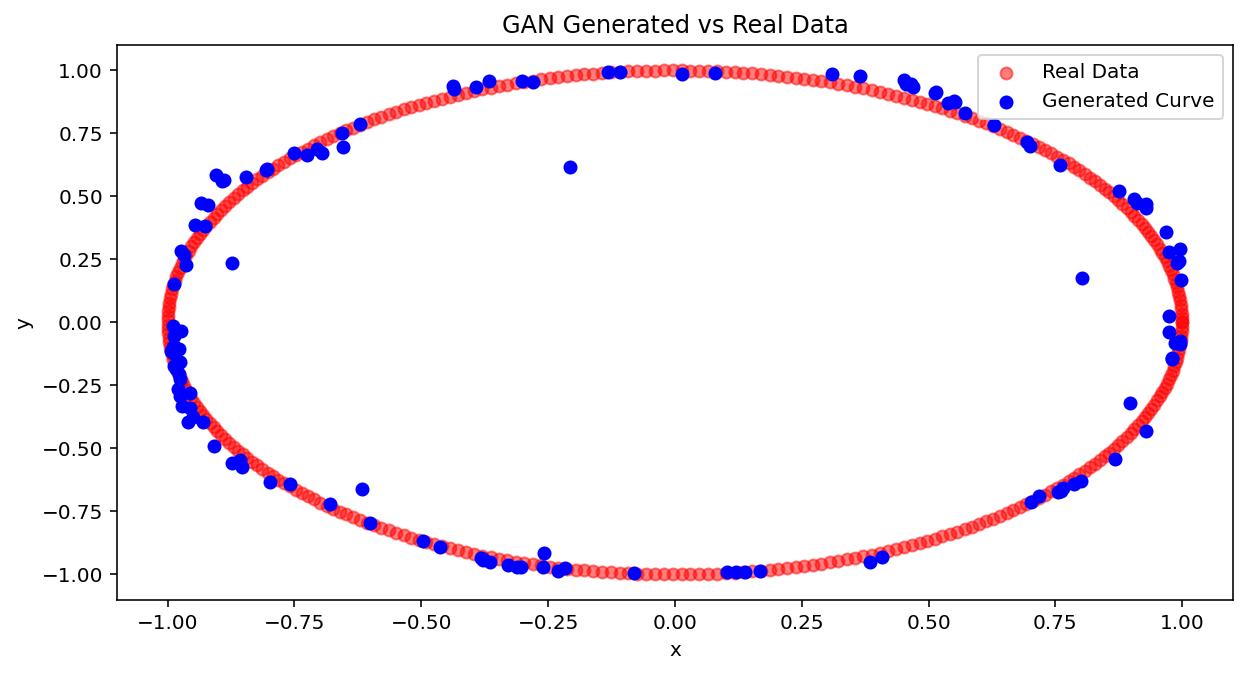 GAN Generated vs Real Data
1.00
0.75
0.50
0.25
0.00
−0.25
−0.50
−0.75
−1.00
y
Real Data
Generated Curve
−1.00 −0.75 −0.50 −0.25 0.00 0.25 0.50 0.75 1.00
x